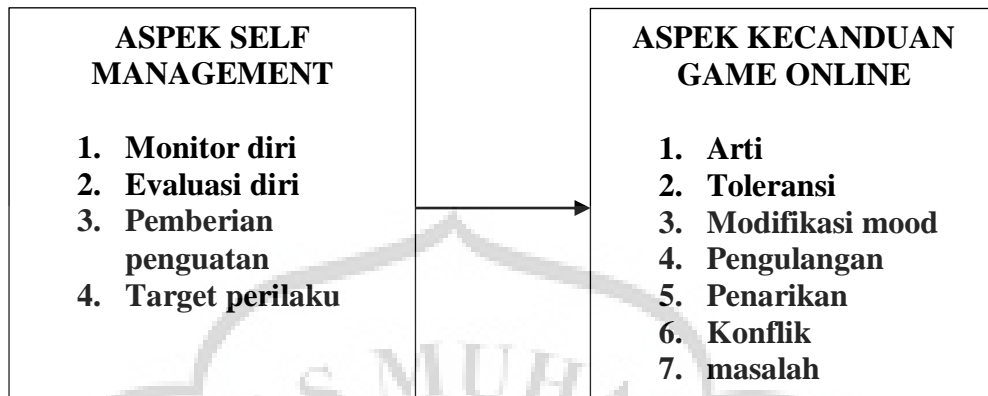 ASPEK SELF
MANAGEMENT
1. Monitor diri
2. Evaluasi diri
3. Pemberian
penguatan
4. Target perilaku
ASPEK KECANDUAN
GAME ONLINE
1. Arti
2. Toleransi
3. Modifikasi mood
4. Pengulangan
5. Penarikan
6. Konflik
7. masalah
S MUH